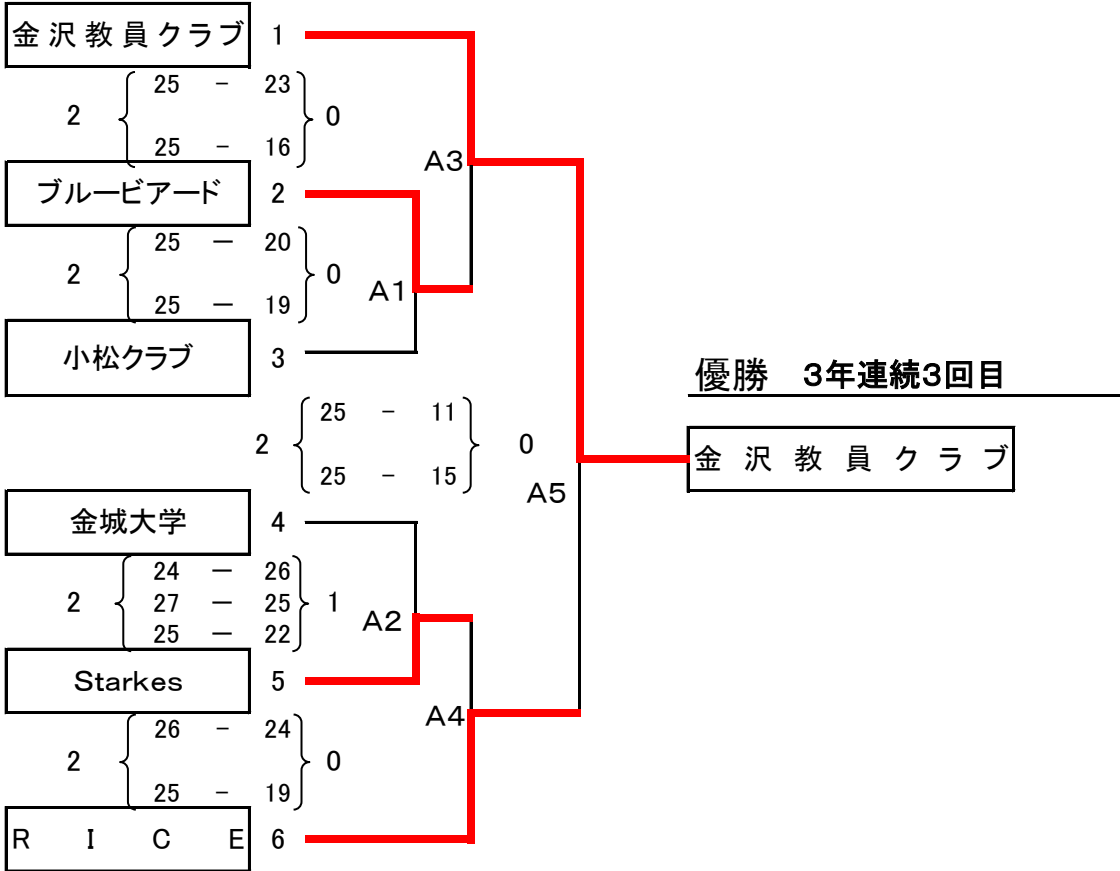 金沢教員クラブ 1
25 - 23
2 0
25 - 16
A3
ブルービアード 2
25 － 20
2 0
A1
25 － 19
小松クラブ 3
優勝 3年連続3回目
25 - 11
2 0
25 - 15
金沢教員クラブ
A5
金城大学 4
24 － 26
2 27 － 25 1
A2
25 － 22
Starkes 5
A4
26 - 24
2 0
25 - 19
RICE 6